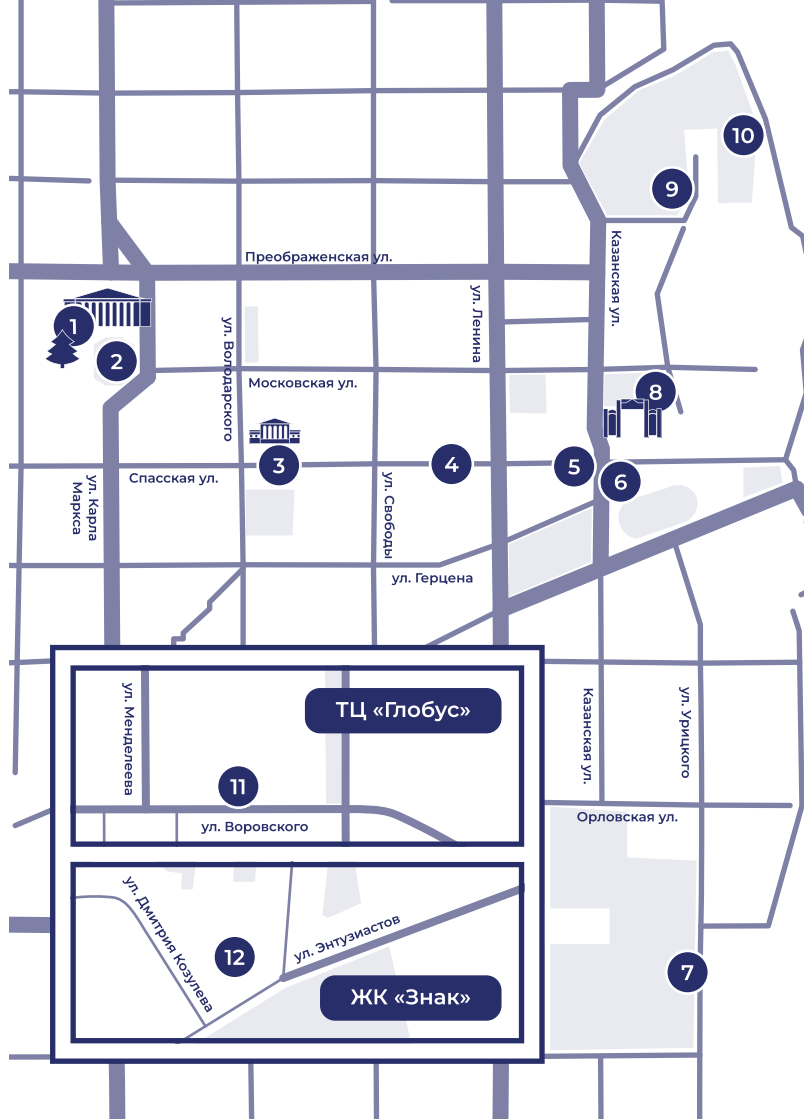 10
9
Казанская ул.
Преображенская ул.
ул. Ленина
1
ул. Володарского
2
Московская ул.
8
3
4
5
6
Спасская ул.
ул. Карла
Маркса
ул. Свободы
ул. Герцена
ул. Менделеева
ТЦ «Глобус»
Казанская ул.
ул. Урицкого
11
ул. Воровского
Орловская ул.
ул. Дмитрия Козулева
12
ул. Энтузиастов
7
ЖК «Знак»